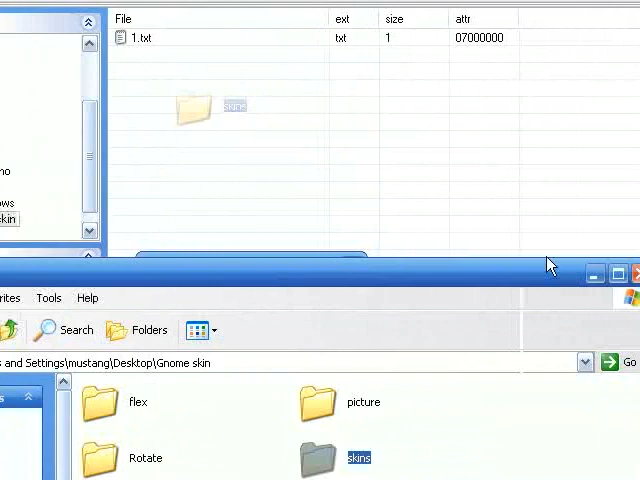 File ext size attr
1.txt txt 1 07000000
skins
no
ows
kin
rites Tools Help
Search Folders
s and Settings\mustang\Desktop\Gnome skin Go
s
flex picture
Rotate skins